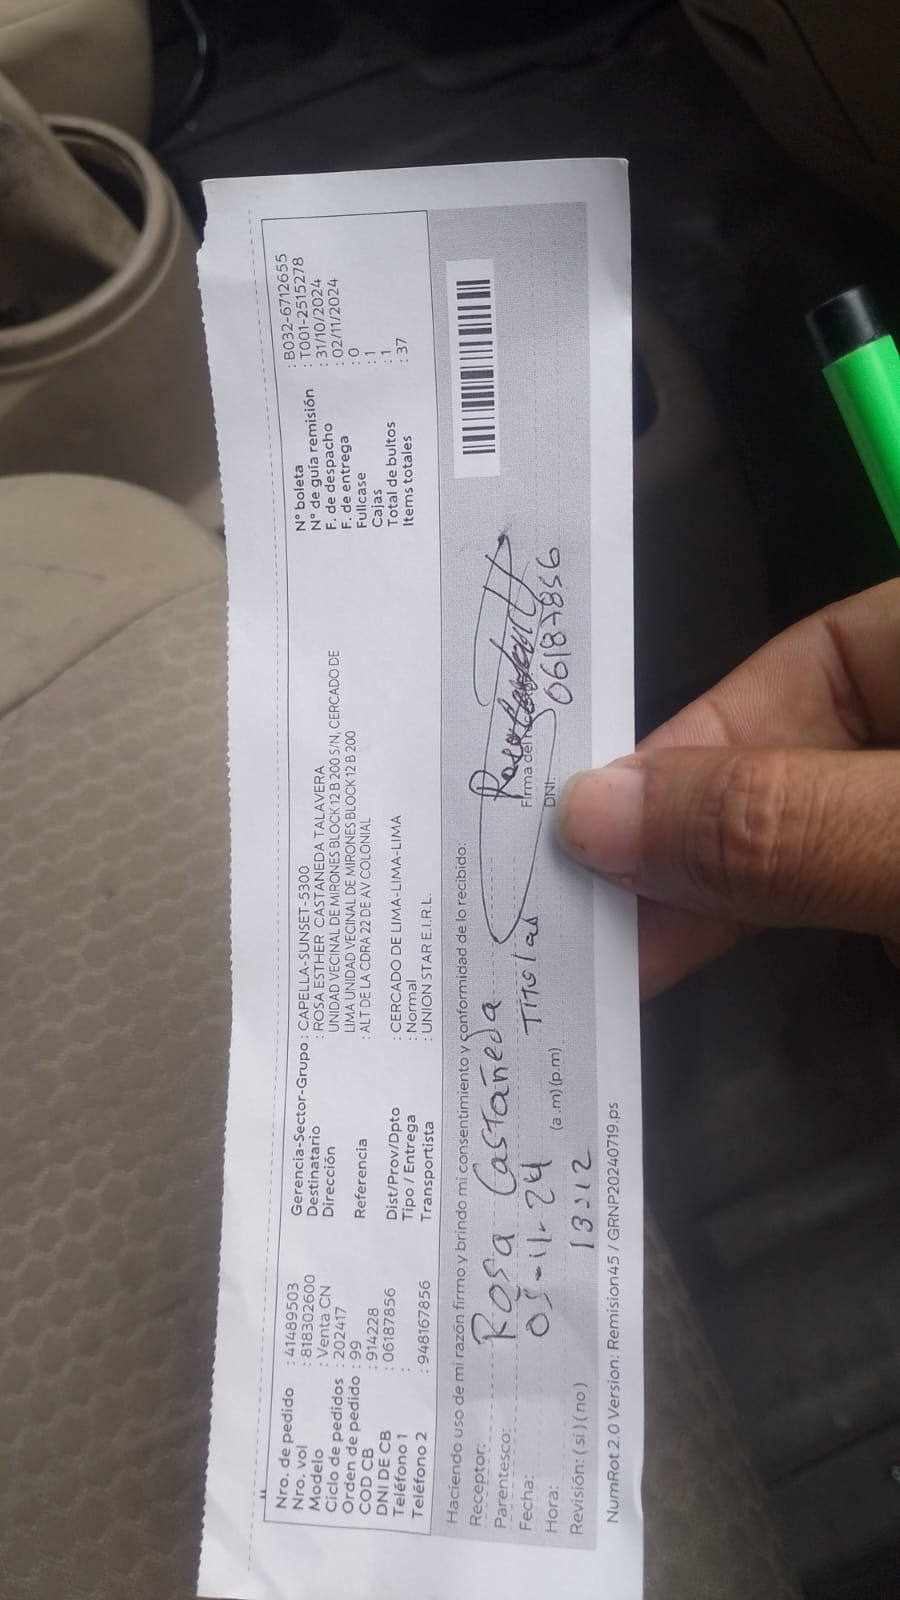 Nro. de pedido : 41489503
Nro. vol : 818302600
Modelo : Venta CN
Ciclo de pedidos : 202417
Orden de pedido : 99
COD CB : 914228
DNI DE CB : 06187856
Teléfono 1 :
Teléfono 2 : 948167856
Gerencia-Sector-Grupo : CAPELLA-SUNSET-5300
Destinatario : ROSA ESTHER CASTANEDA TALAVERA
Dirección UNIDAD VECINAL DE MIRONES BLOCK 12 B 200 S/N, CERCADO DE
LIMA UNIDAD VECINAL DE MIRONES BLOCK 12 B 200
Referencia : ALT DE LA CDRA 22 DE AV COLONIAL
Dist/Prov/Dpto : CERCADO DE LIMA-LIMA-LIMA
Tipo / Entrega : Normal
Transportista : UNION STAR E.I.R.L.
N° boleta : B032-6712655
N° de guía remisión : T001-2515278
F. de despacho : 31/10/2024
F. de entrega : 02/11/2024
Fullcase : 0
Cajas : 1
Total de bultos : 1
Items totales : 37
Haciendo uso de mi razón firmo y brindo mi consentimiento y conformidad de lo recibido:
Receptor: Rosa Castañeda
Parentesco: Titolar
Fecha: 03-11-24
Hora: 13:12 (a.m) (p.m)
Revisión: ( si ) ( no )
Firma del
DNI: 06187856
NumRot 2.0 Version: Remision45 / GRNP20240719.ps